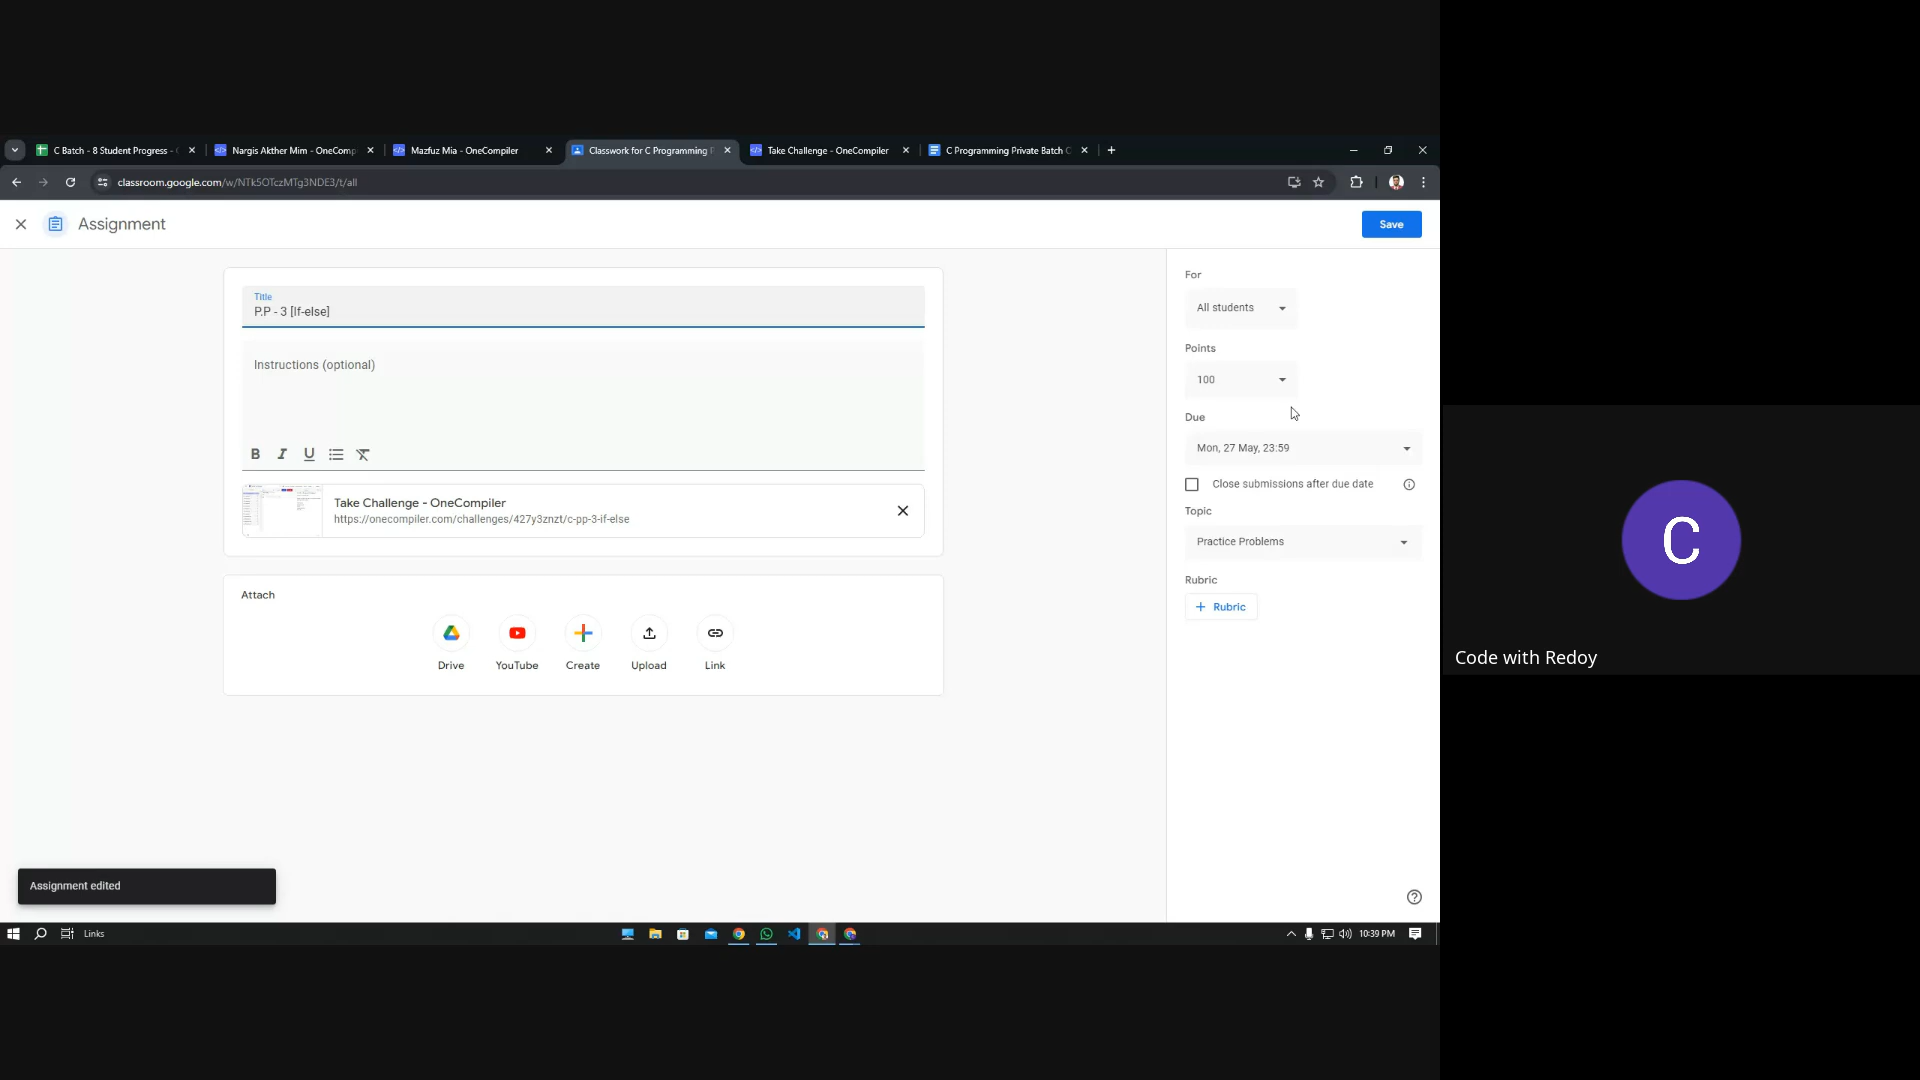 C Batch - 8 Student Progress -
Nargis Akther Mim - OneComp
Mazfuz Mia - OneCompiler
Classwork for C Programming P
Take Challenge - OneCompiler
C Programming Private Batch C
classroom.google.com/w/NTk5OTczMTg3NDE3/t/all
Assignment
Save
Title
P.P - 3 [If-else]
Instructions (optional)
B I U
Take Challenge - OneCompiler
https://onecompiler.com/challenges/427y3znzt/c-pp-3-if-else
Attach
Drive
YouTube
Create
Upload
Link
For
All students
Points
100
Due
Mon, 27 May, 23:59
Close submissions after due date
Topic
Practice Problems
Rubric
+ Rubric
Assignment edited
Links
10:39 PM
C
Code with Redoy